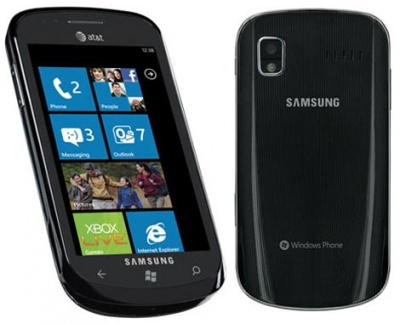 at&t
12:38
2
Phone
People
3
Messaging
7
Outlook
Pictures
XBOX
LIVE
Games
Internet Explorer
SAMSUNG
SAMSUNG
Windows Phone